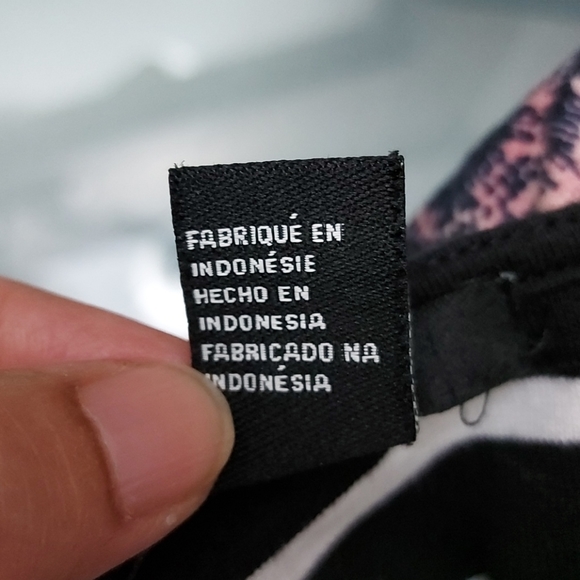 FABRIQUÉ EN
INDONÉSIE
HECHO EN
INDONESIA
FABRICADO NA
INDONÉSIA